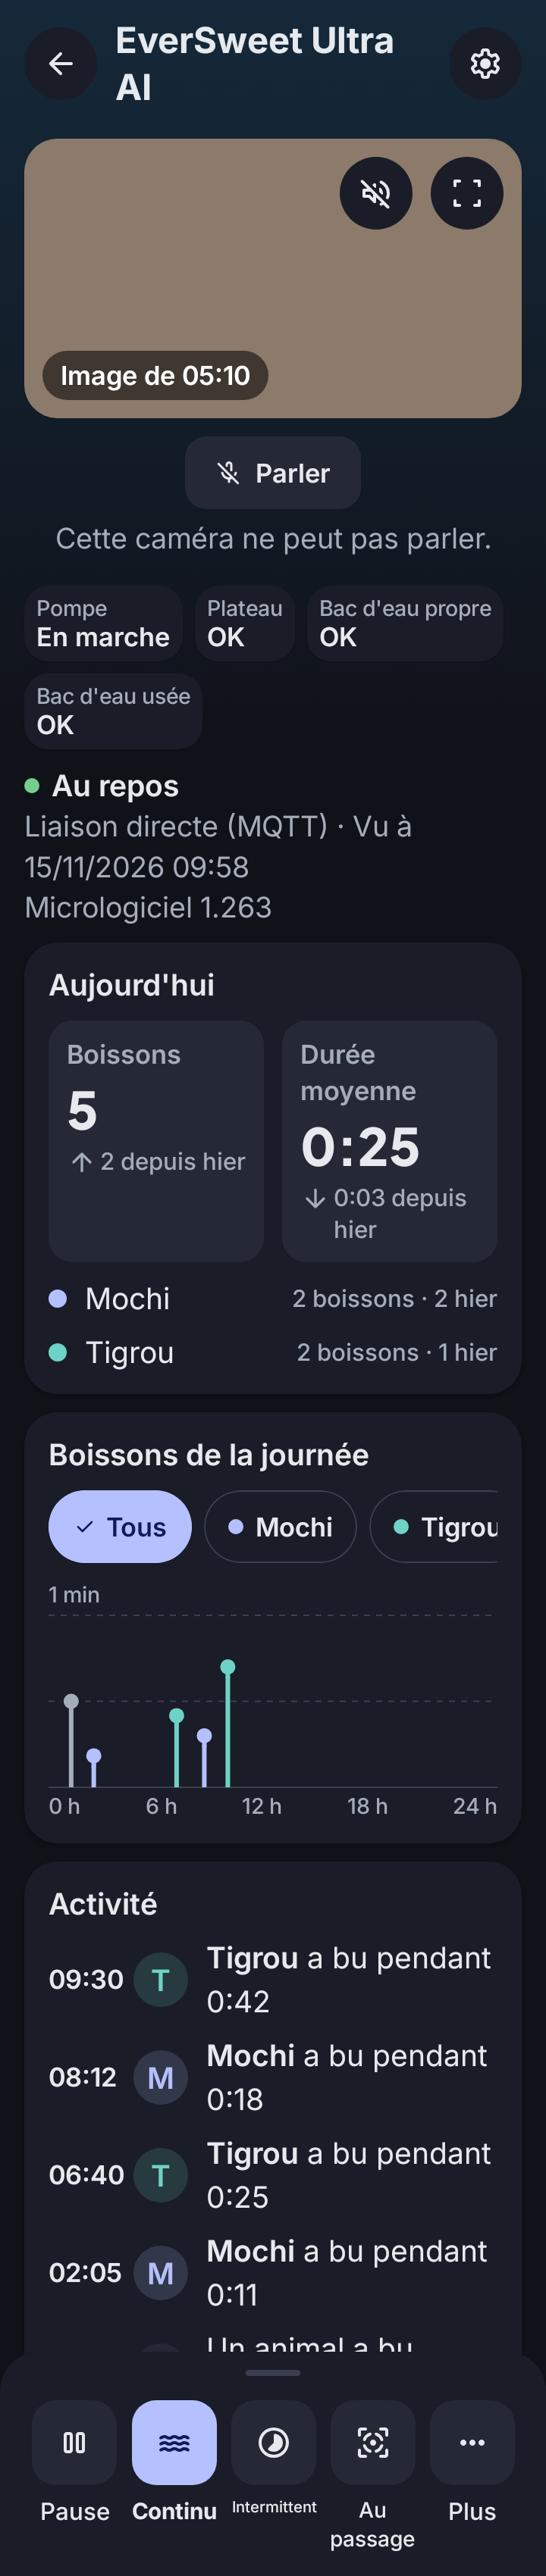 EverSweet Ultra
AI
Image de 05:10
Parler
Cette caméra ne peut pas parler.
Pompe
En marche
Plateau
OK
Bac d'eau propre
OK
Bac d'eau usée
OK
Au repos
Liaison directe (MQTT) · Vu à
15/11/2026 09:58
Micrologiciel 1.263
Aujourd'hui
Boissons
5
↑ 2 depuis hier
Durée
moyenne
0:25
↓ 0:03 depuis
hier
Mochi 2 boissons · 2 hier
Tigrou 2 boissons · 1 hier
Boissons de la journée
Tous Mochi Tigrou
1 min
0 h 6 h 12 h 18 h 24 h
Activité
09:30 T Tigrou a bu pendant
0:42
08:12 M Mochi a bu pendant
0:18
06:40 T Tigrou a bu pendant
0:25
02:05 M Mochi a bu pendant
0:11
Un animal a bu
Pause Continu Intermittent Au
passage Plus